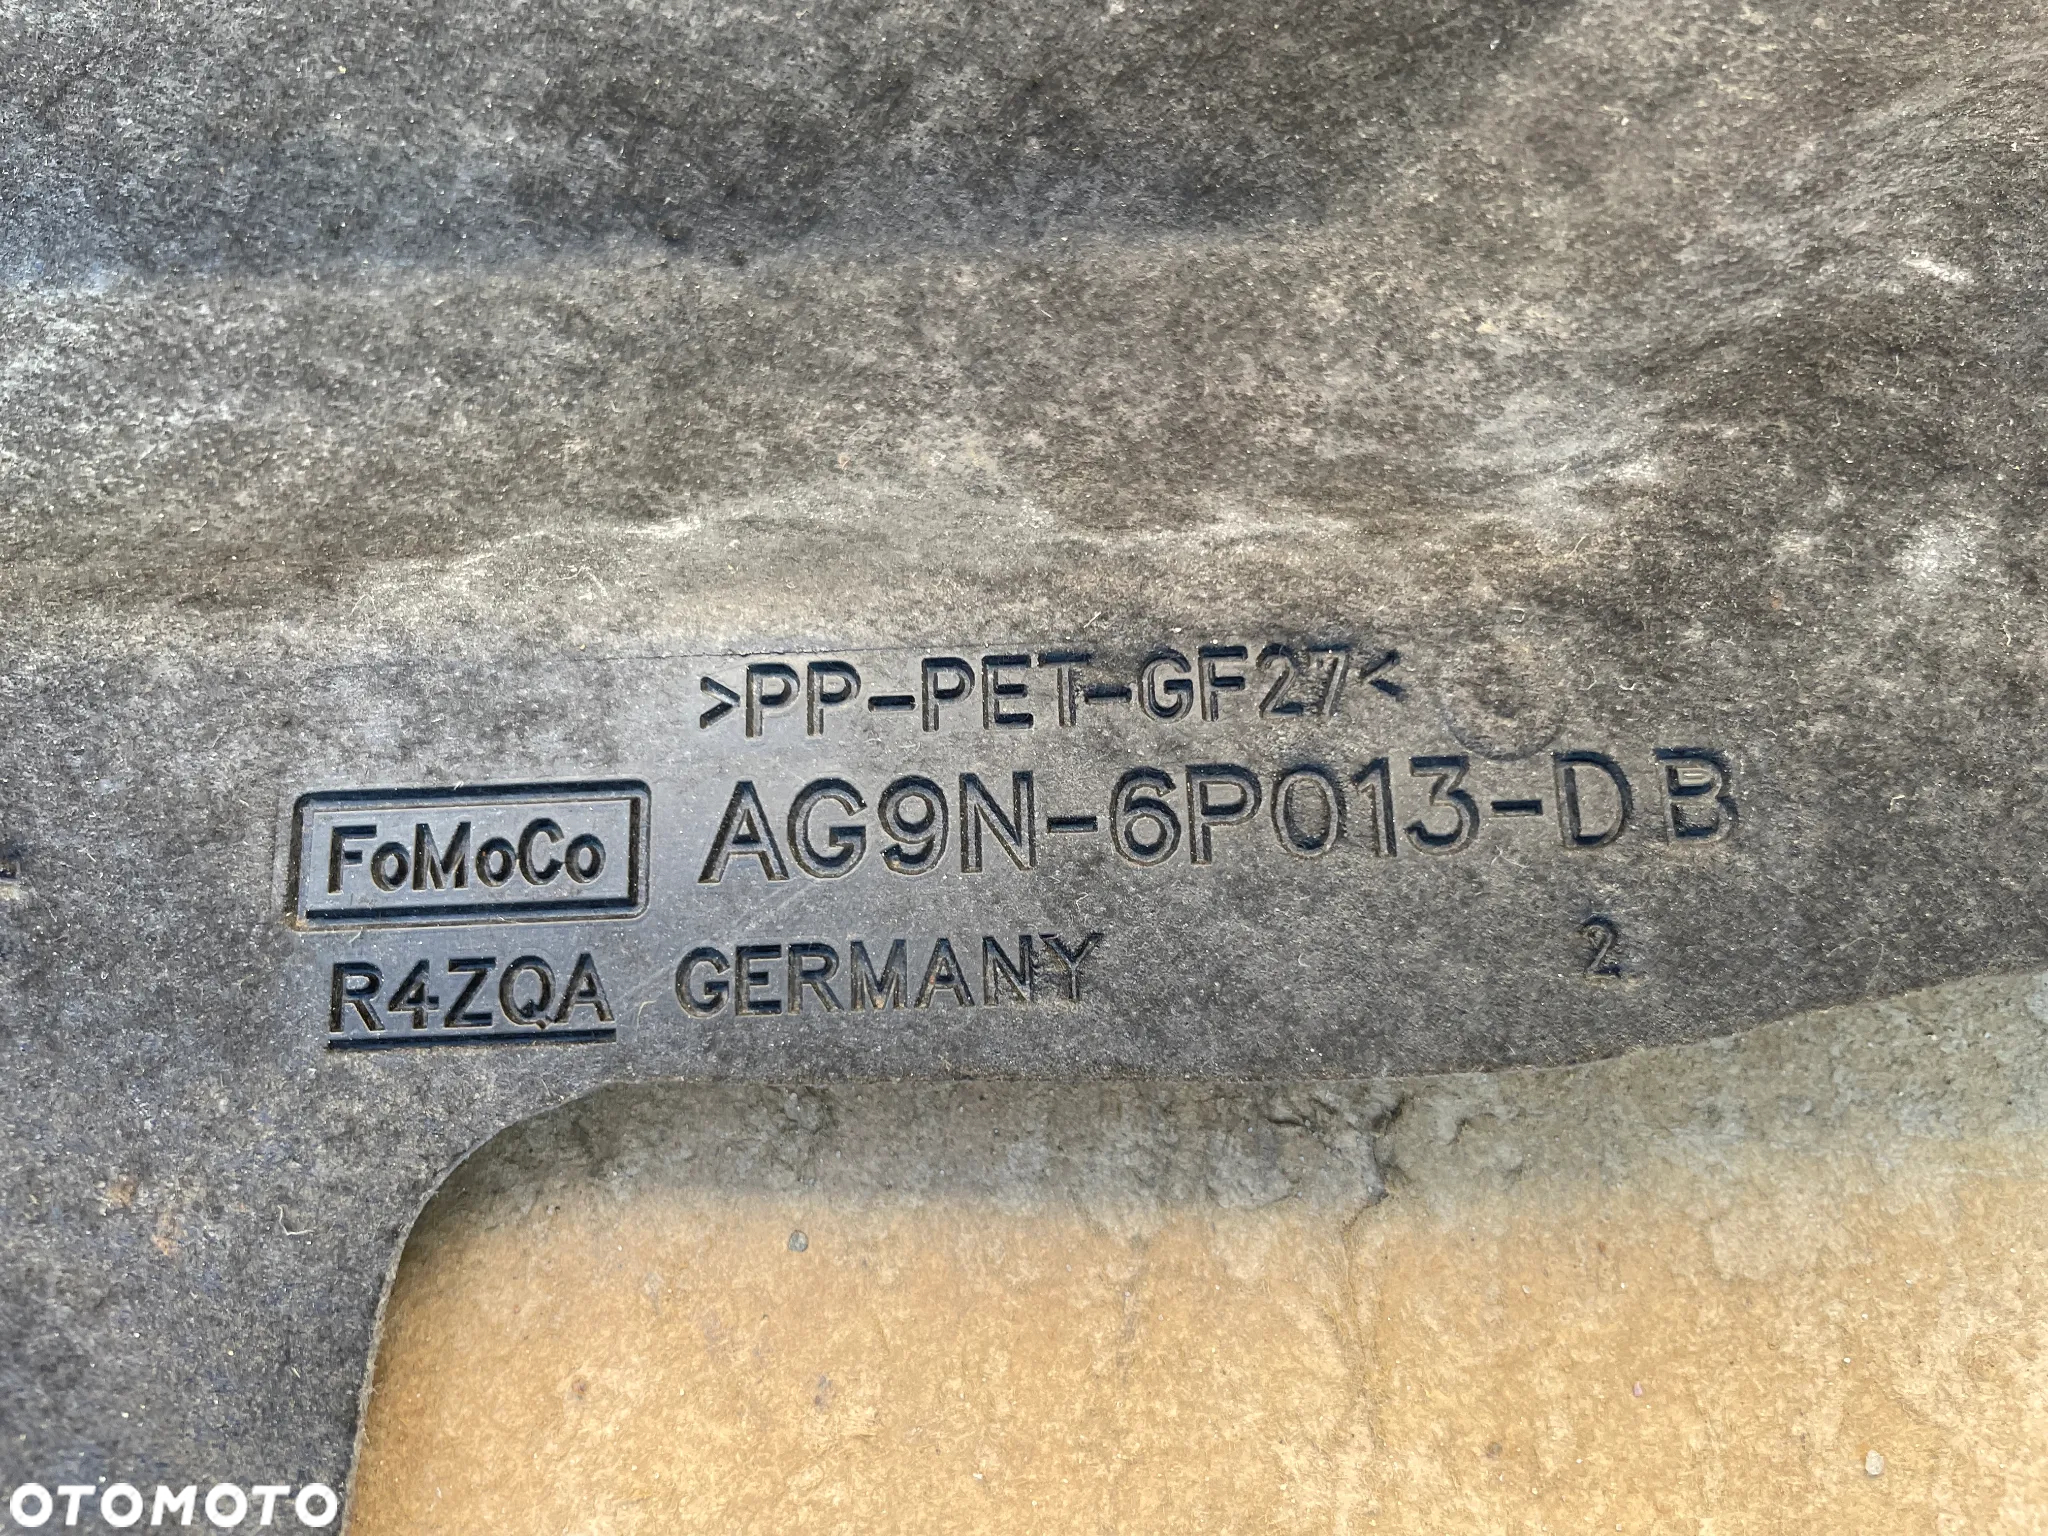 >PP-PET-GF27<
FoMoCo AG9N-6P013-DB
R4ZQA GERMANY 2
OTOMOTO